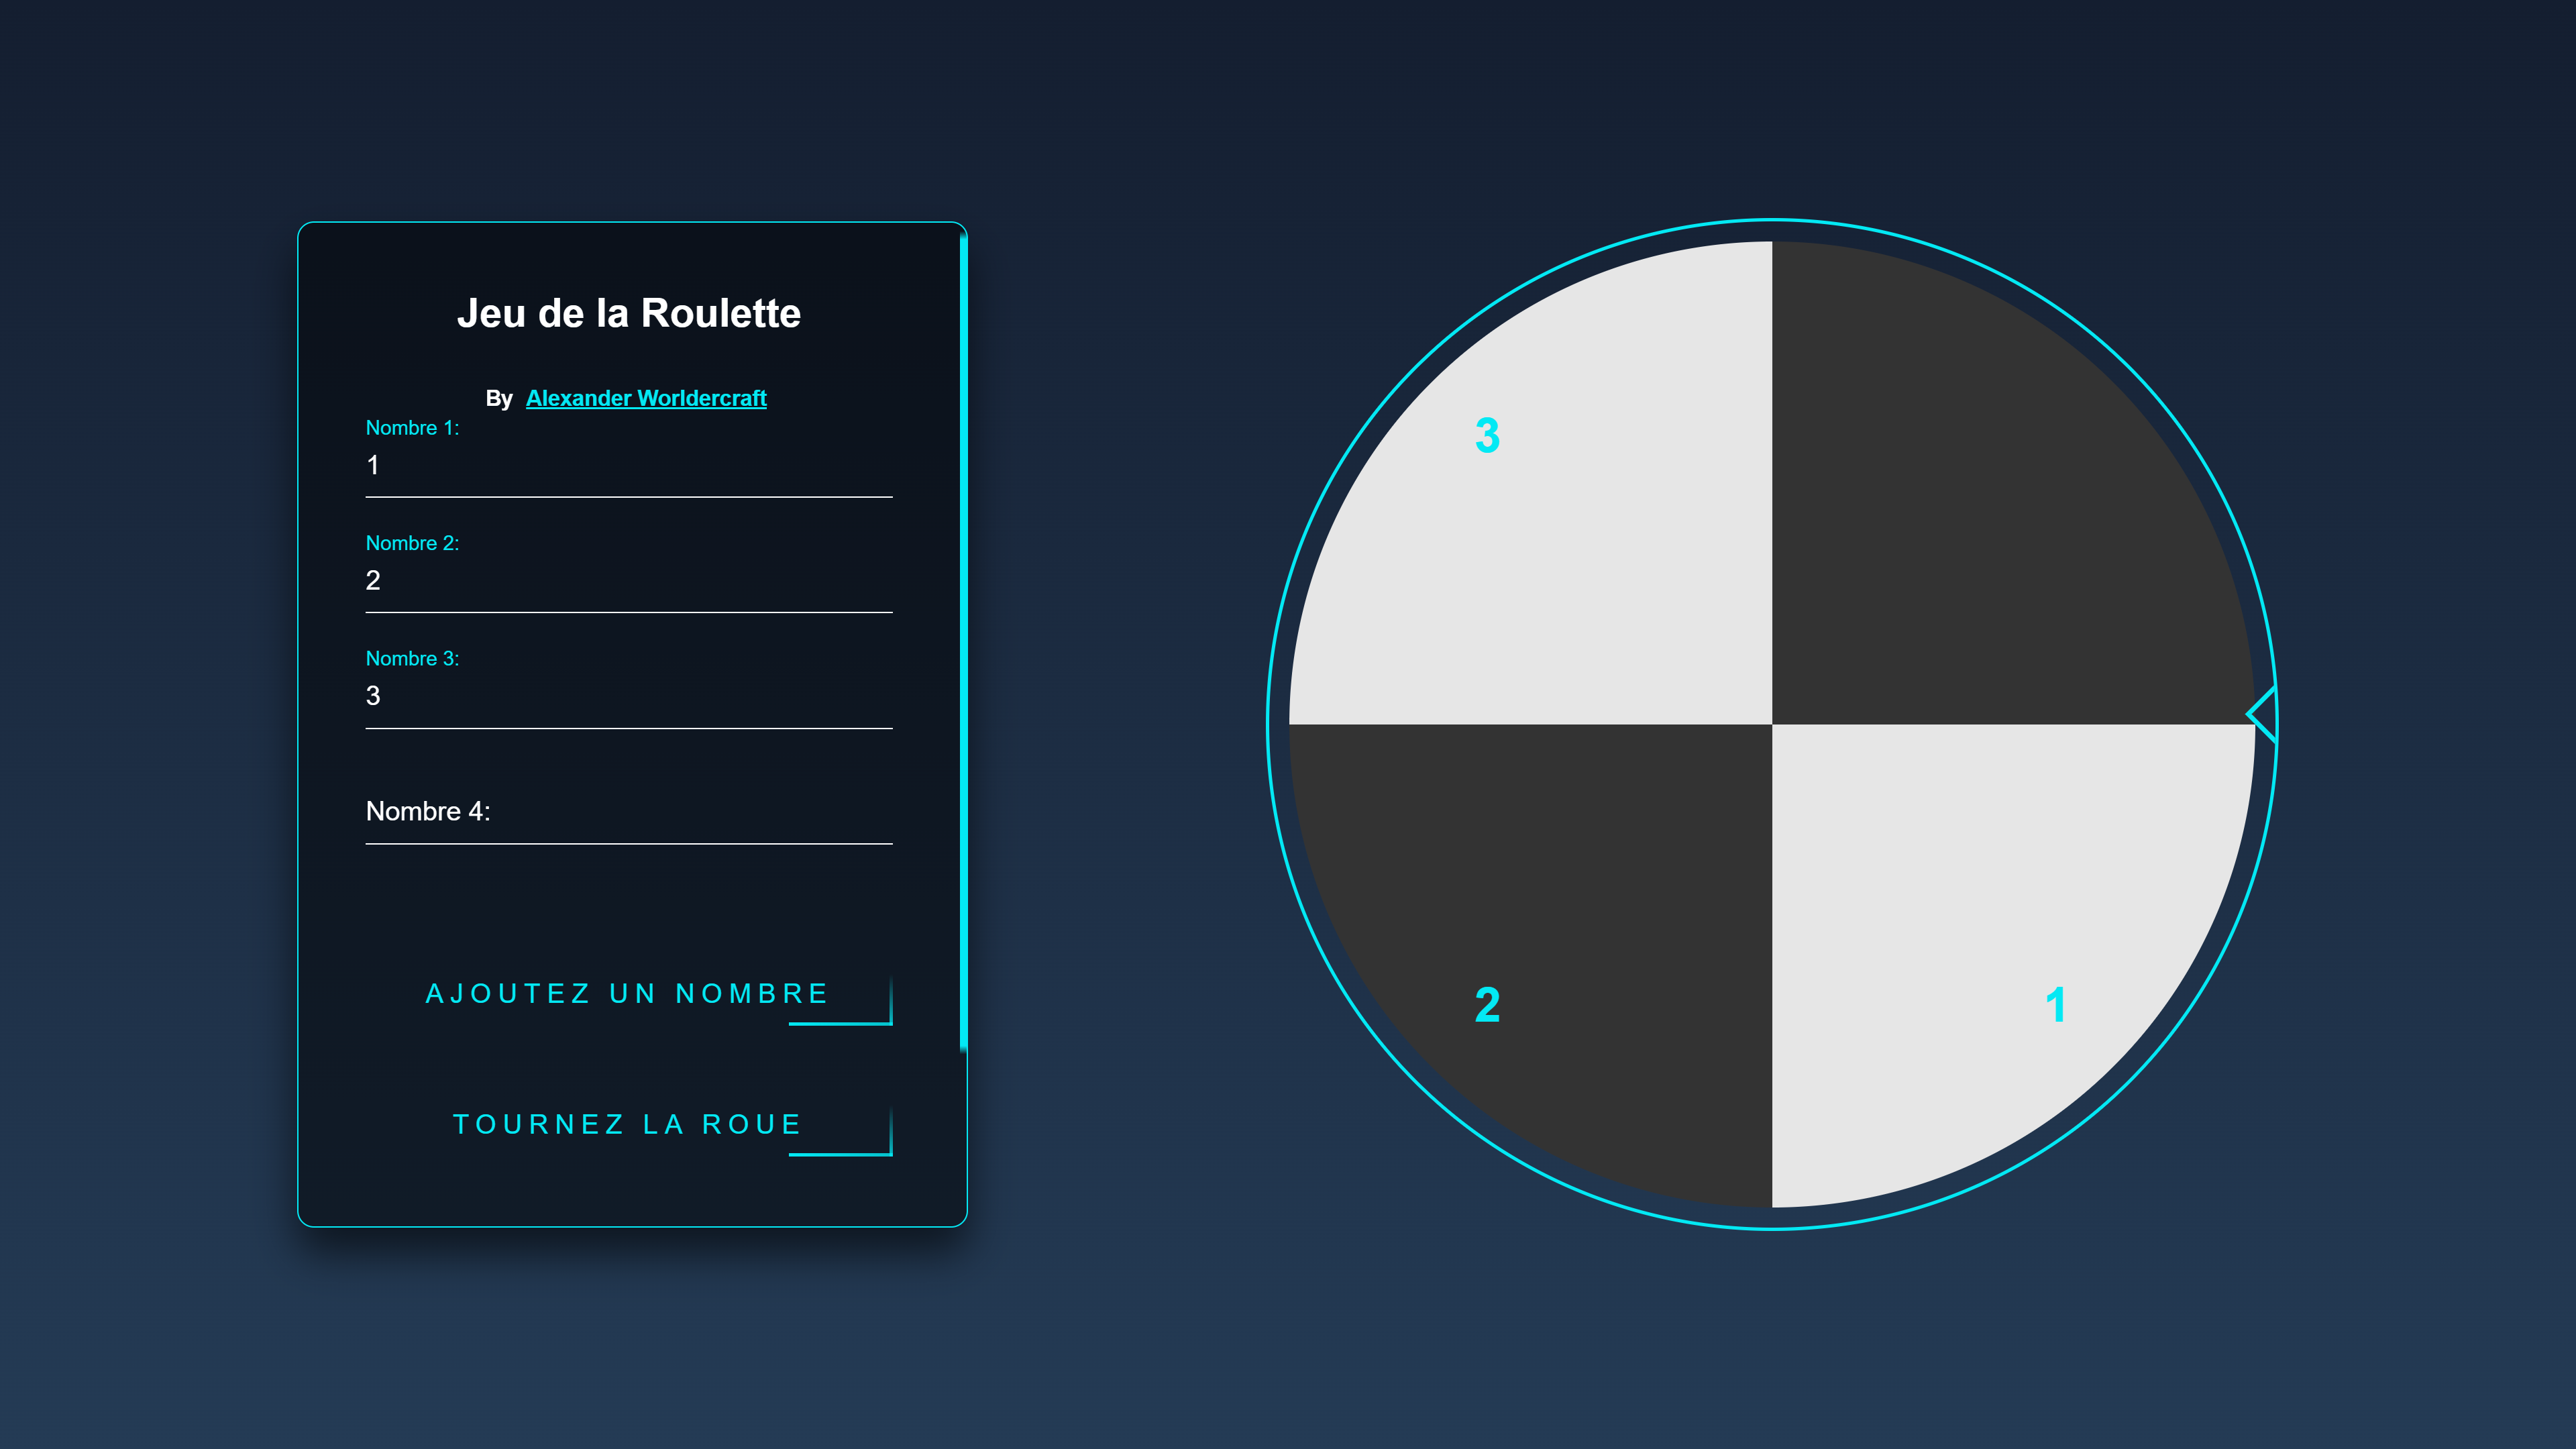 Jeu de la Roulette
By Alexander Worldercraft
Nombre 1:
1
Nombre 2:
2
Nombre 3:
3
Nombre 4:
AJOUTEZ UN NOMBRE
TOURNEZ LA ROUE
3
2
1